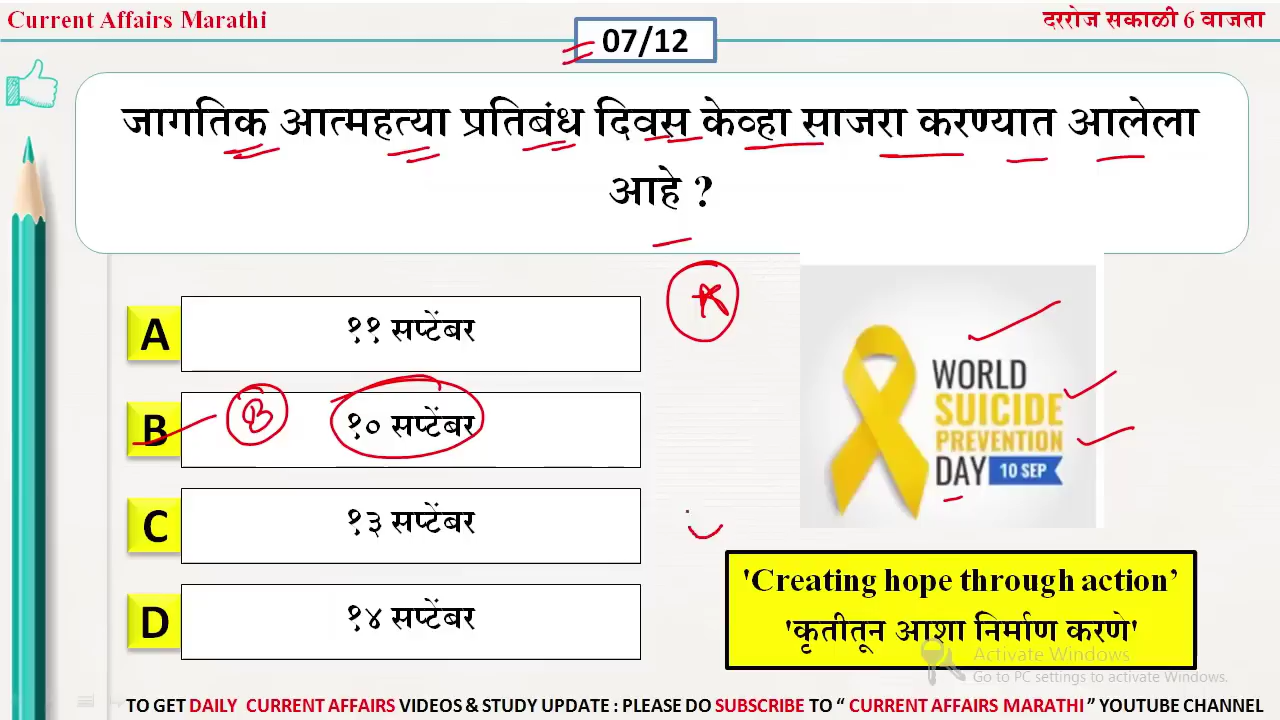 Current Affairs Marathi
दररोज सकाळी 6 वाजता
07/12
जागतिक आत्महत्या प्रतिबंध दिवस केव्हा साजरा करण्यात आलेला
आहे ?
A
११ सप्टेंबर
B
B
१० सप्टेंबर
C
१३ सप्टेंबर
D
१४ सप्टेंबर
WORLD
SUICIDE
PREVENTION
DAY 10 SEP
'Creating hope through action’
'कृतीतून आशा निर्माण करणे'
Activate Windows
Go to PC settings to activate Windows.
TO GET DAILY CURRENT AFFAIRS VIDEOS & STUDY UPDATE : PLEASE DO SUBSCRIBE TO “ CURRENT AFFAIRS MARATHI ” YOUTUBE CHANNEL